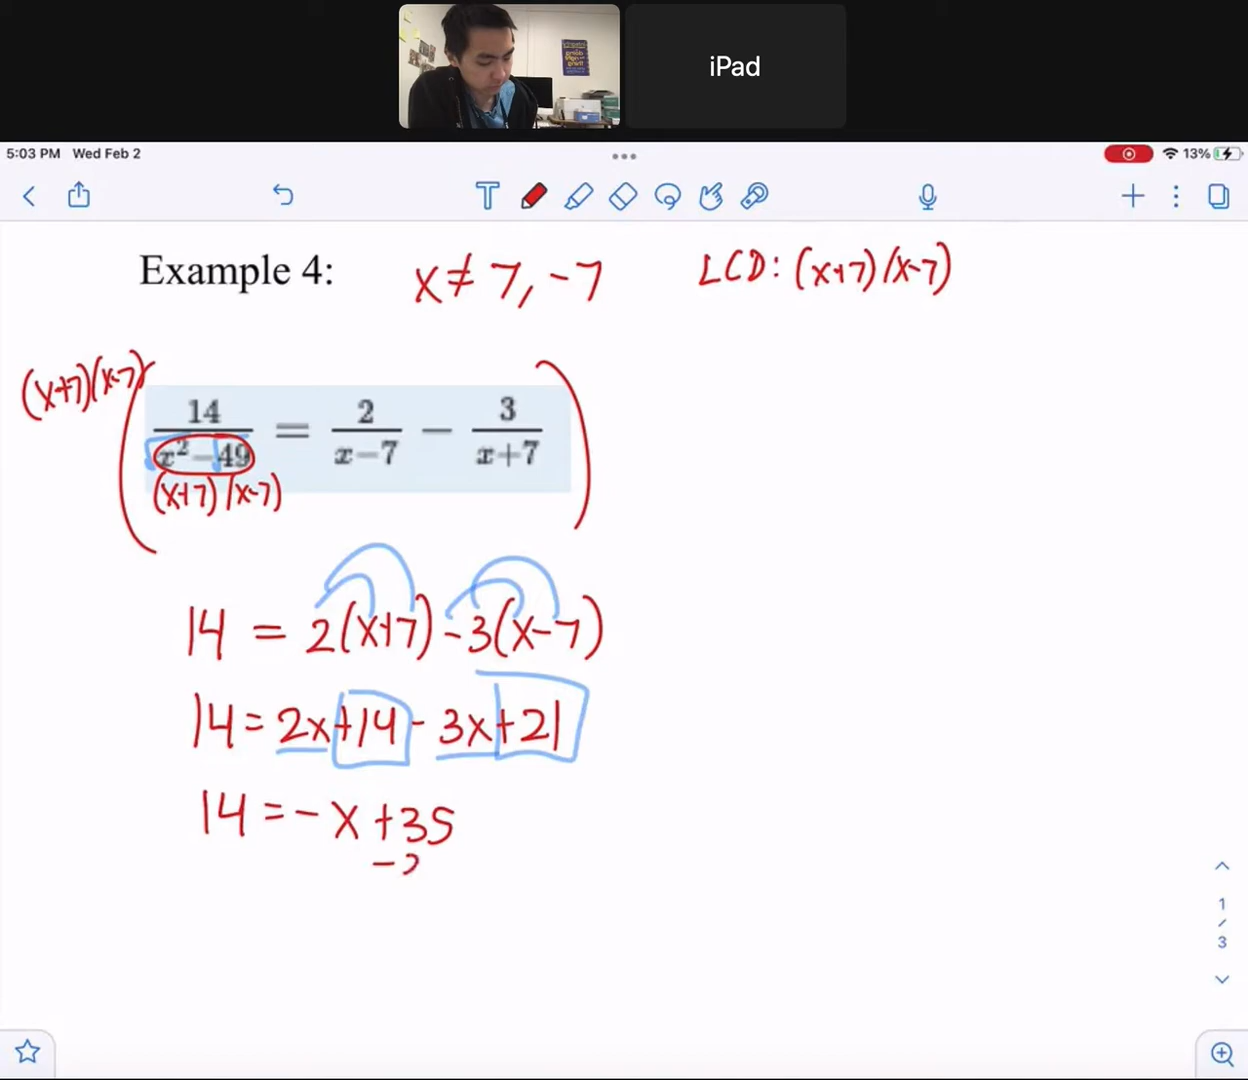 iPad
5:03 PM Wed Feb 2
13%
T
Example 4: x ≠ 7, -7 LCD: (x+7)(x-7)
(x+7)(x-7)
14/(x² - 49) = 2/(x-7) - 3/(x+7)
(x+7)(x-7)
14 = 2(x+7) - 3(x-7)
14 = 2x+14 - 3x+21
14 = -x +35
1
/
3